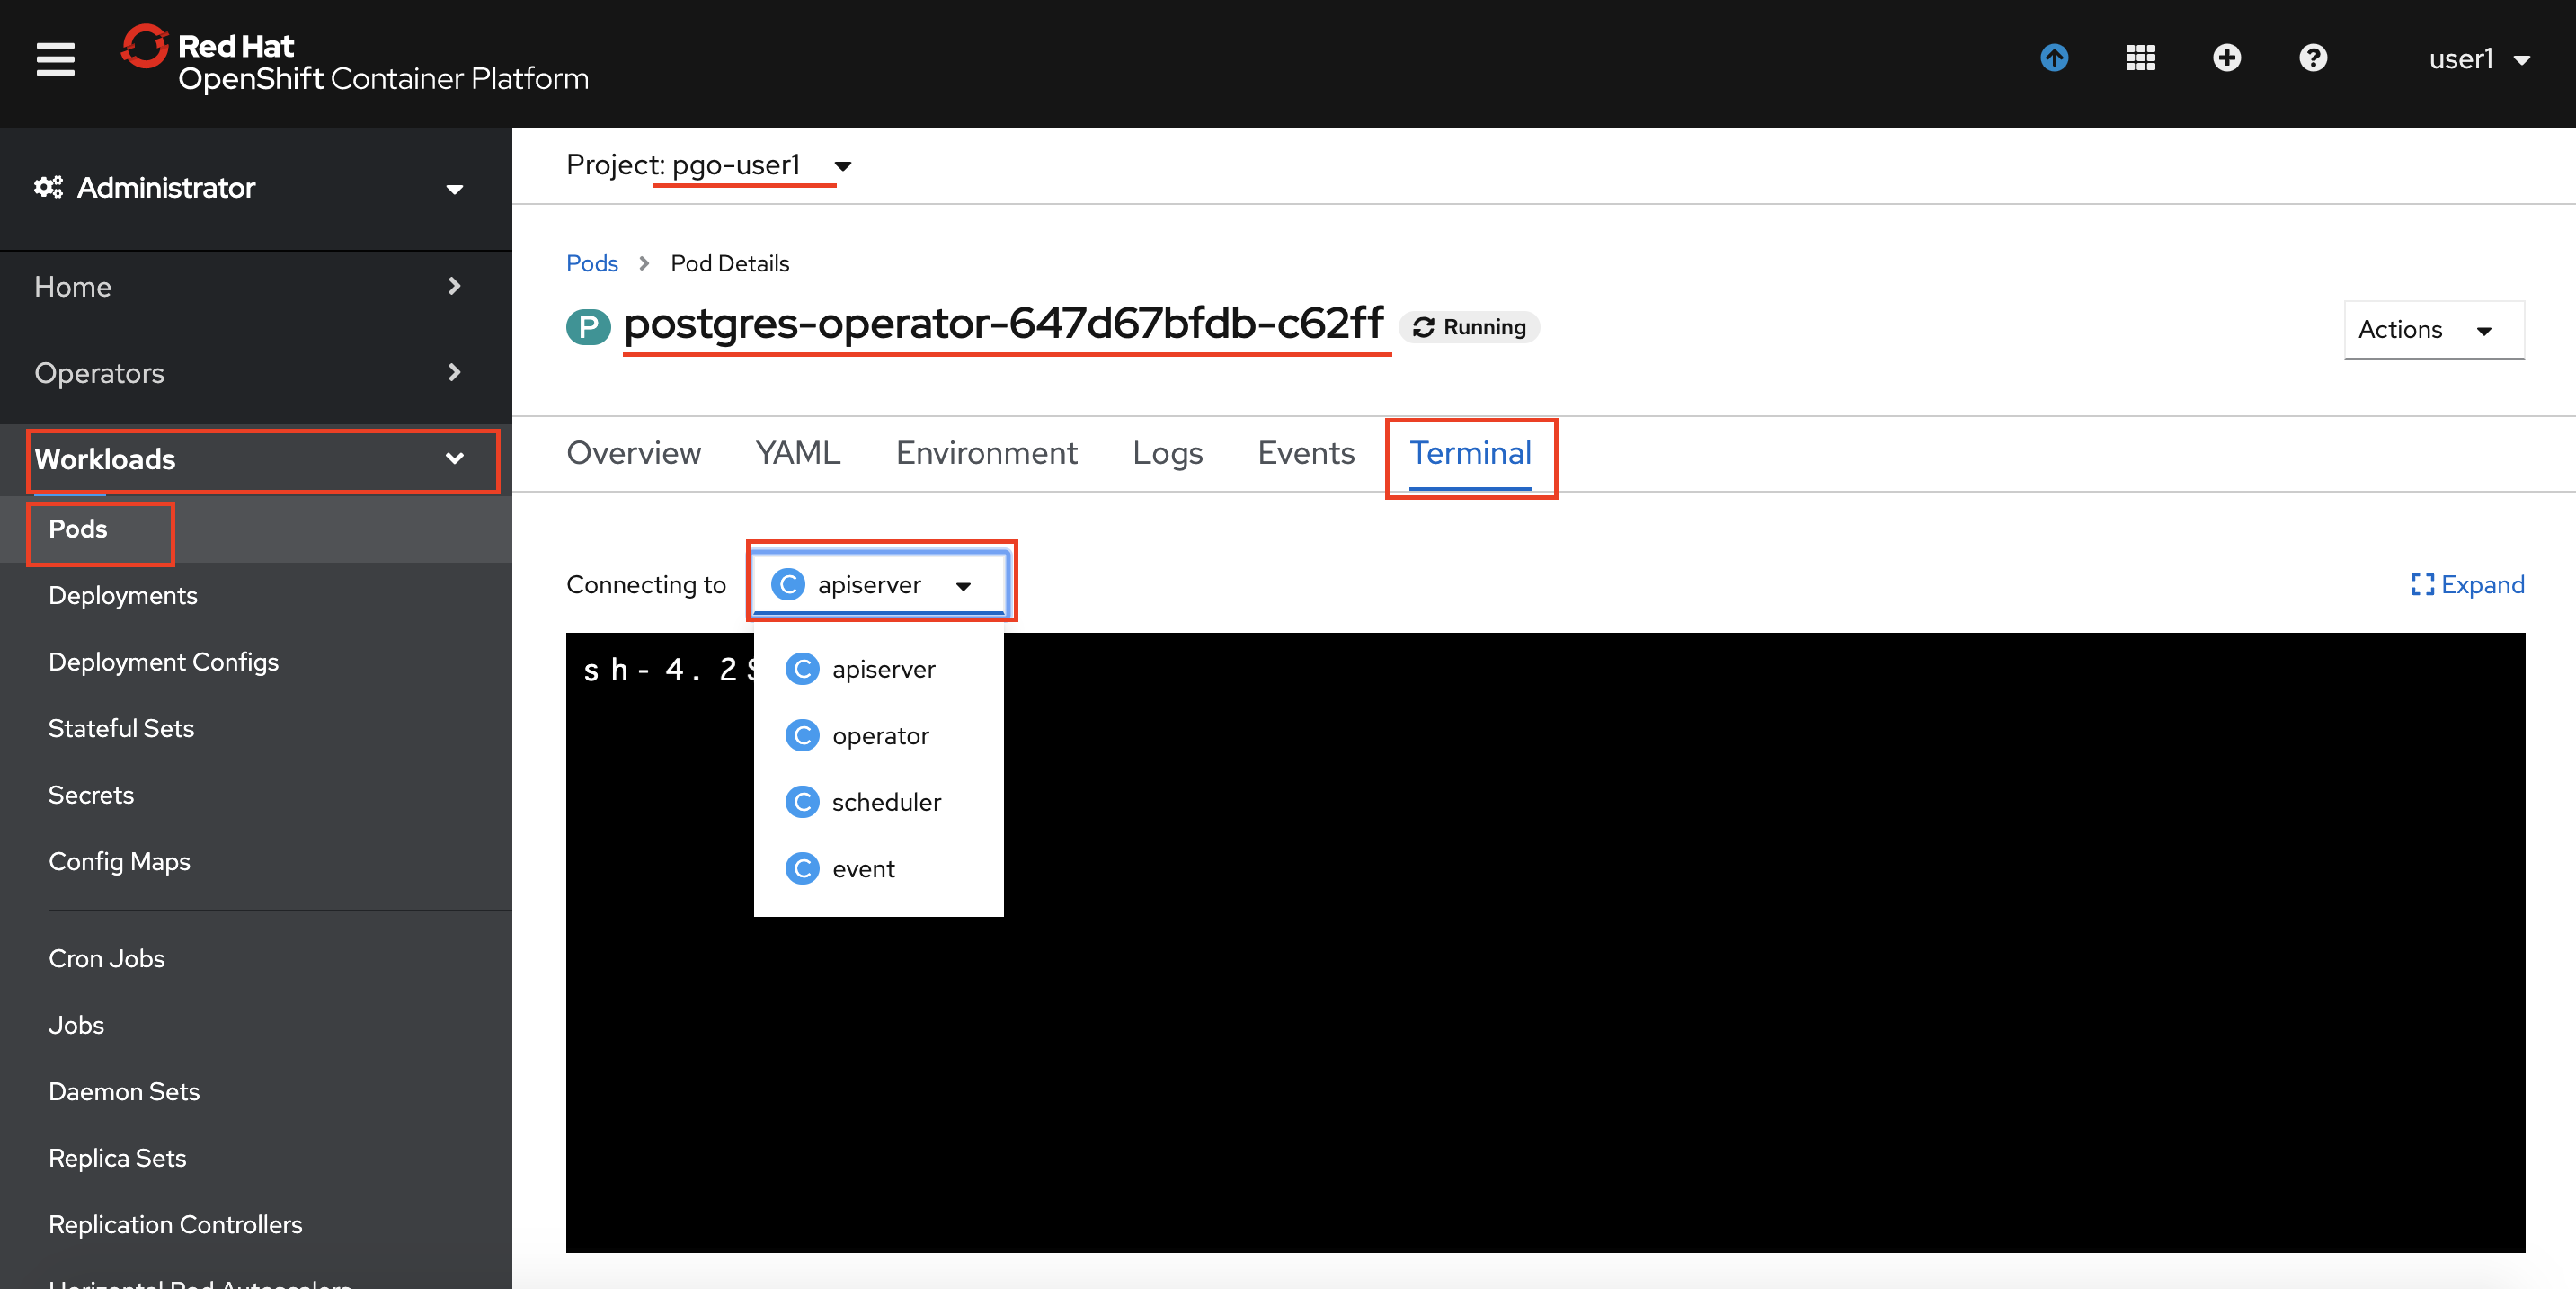 Red Hat
OpenShift Container Platform
user1
Administrator
Home
Operators
Workloads
Pods
Deployments
Deployment Configs
Stateful Sets
Secrets
Config Maps
Cron Jobs
Jobs
Daemon Sets
Replica Sets
Replication Controllers
Horizontal Pod Autoscalers
Project: pgo-user1
Pods > Pod Details
P postgres-operator-647d67bfdb-c62ff Running
Actions
Overview YAML Environment Logs Events Terminal
Connecting to C apiserver
Expand
sh-4.2$
C apiserver
C operator
C scheduler
C event